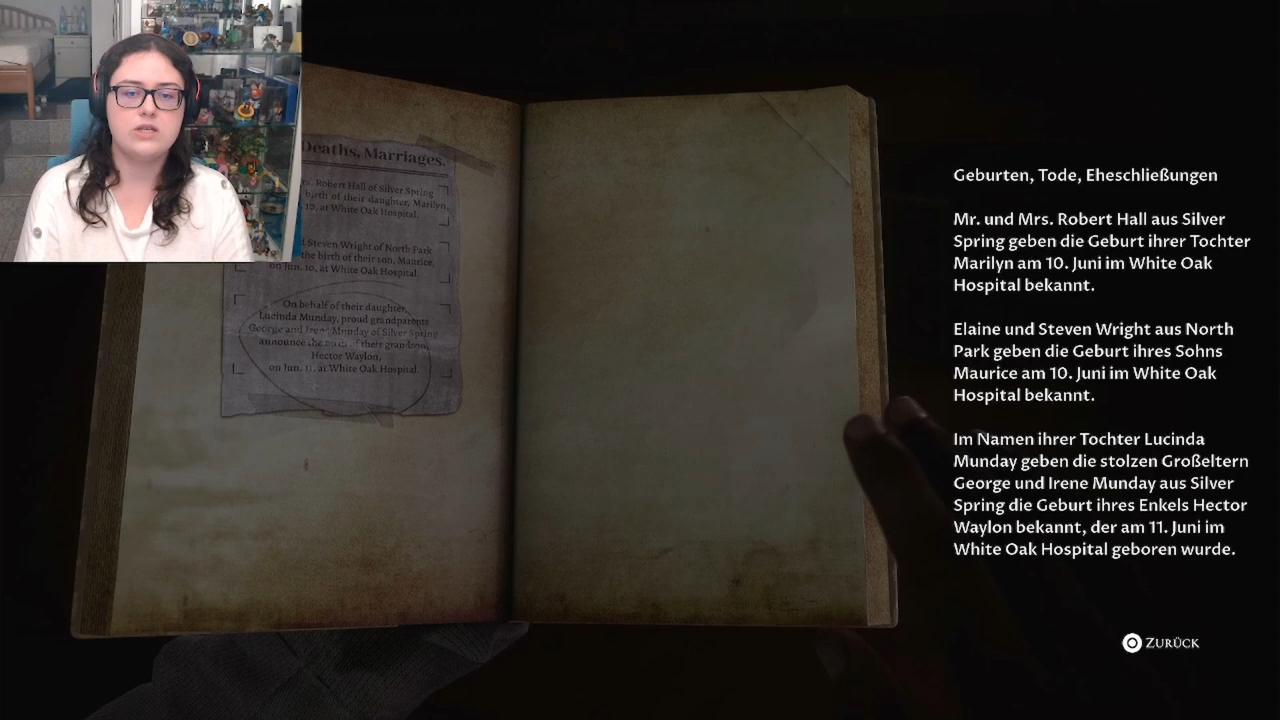 Deaths, Marriages.
rs. Robert Hall of Silver Spring
birth of their daughter, Marilyn,
10, at White Oak Hospital.
d Steven Wright of North Park
the birth of their son, Maurice,
on Jun. 10, at White Oak Hospital.
On behalf of their daughter,
Lucinda Munday, proud grandparents
George and Irene Munday of Silver Spring
announce the birth of their grandson,
Hector Waylon,
on Jun. 11, at White Oak Hospital.
Geburten, Tode, Eheschließungen
Mr. und Mrs. Robert Hall aus Silver
Spring geben die Geburt ihrer Tochter
Marilyn am 10. Juni im White Oak
Hospital bekannt.
Elaine und Steven Wright aus North
Park geben die Geburt ihres Sohns
Maurice am 10. Juni im White Oak
Hospital bekannt.
Im Namen ihrer Tochter Lucinda
Munday geben die stolzen Großeltern
George und Irene Munday aus Silver
Spring die Geburt ihres Enkels Hector
Waylon bekannt, der am 11. Juni im
White Oak Hospital geboren wurde.
ZURÜCK